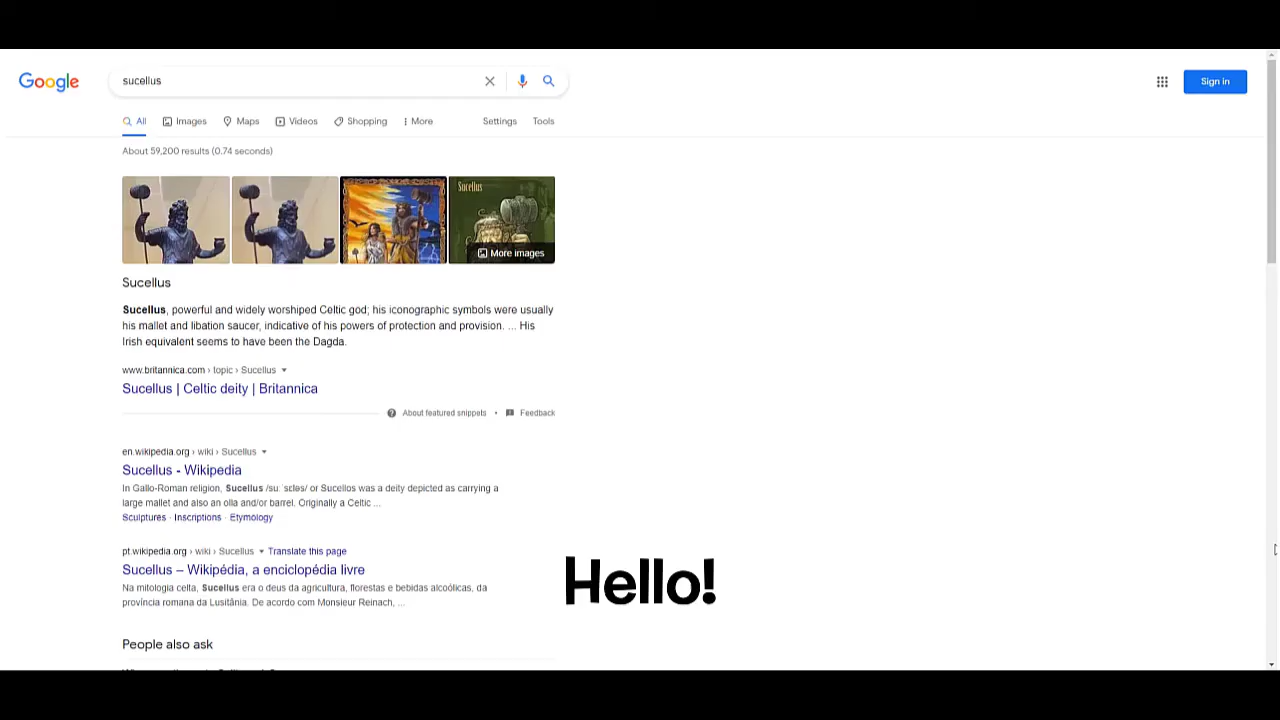 Google
sucellus
Sign in
All Images Maps Videos Shopping More Settings Tools
About 59,200 results (0.74 seconds)
Sucellus
More images
Sucellus
Sucellus, powerful and widely worshiped Celtic god; his iconographic symbols were usually
his mallet and libation saucer, indicative of his powers of protection and provision. ... His
Irish equivalent seems to have been the Dagda.
www.britannica.com › topic › Sucellus
Sucellus | Celtic deity | Britannica
About featured snippets • Feedback
en.wikipedia.org › wiki › Sucellus
Sucellus - Wikipedia
In Gallo-Roman religion, Sucellus /suːˈsɛləs/ or Sucellos was a deity depicted as carrying a
large mallet and also an olla and/or barrel. Originally a Celtic ...
Sculptures · Inscriptions · Etymology
pt.wikipedia.org › wiki › Sucellus Translate this page
Sucellus – Wikipédia, a enciclopédia livre
Na mitologia celta, Sucellus era o deus da agricultura, florestas e bebidas alcoólicas, da
província romana da Lusitânia. De acordo com Monsieur Reinach, ...
Hello!
People also ask